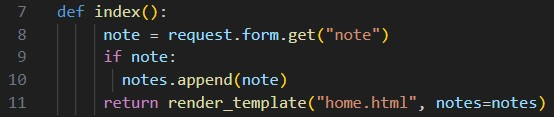 7 def index():
8 note = request.form.get("note")
9 if note:
10 notes.append(note)
11 return render_template("home.html", notes=notes)